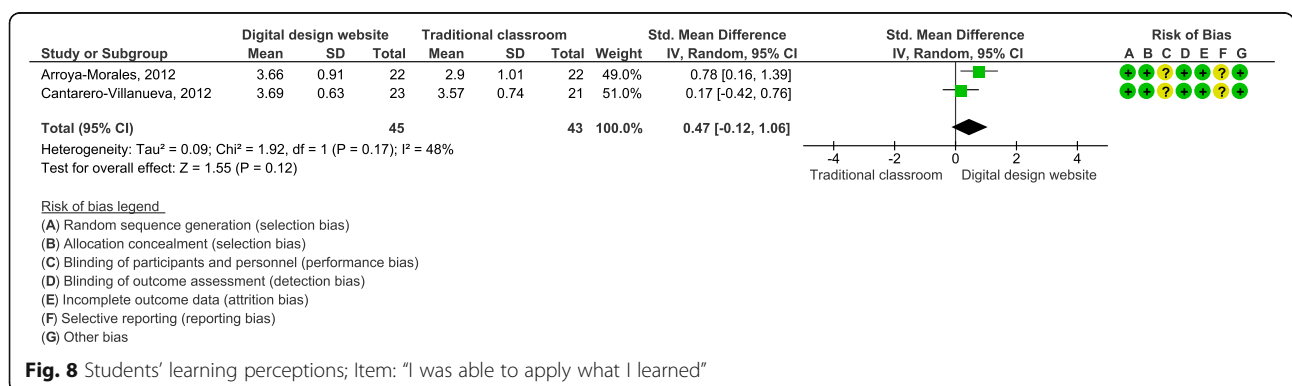 Digital design website Traditional classroom Std. Mean Difference Std. Mean Difference Risk of Bias
Study or Subgroup Mean SD Total Mean SD Total Weight IV, Random, 95% CI IV, Random, 95% CI A B C D E F G
Arroya-Morales, 2012 3.66 0.91 22 2.9 1.01 22 49.0% 0.78 [0.16, 1.39] + + ? + + ? +
Cantarero-Villanueva, 2012 3.69 0.63 23 3.57 0.74 21 51.0% 0.17 [-0.42, 0.76] + + ? + + ? +
Total (95% CI) 45 43 100.0% 0.47 [-0.12, 1.06]
Heterogeneity: Tau² = 0.09; Chi² = 1.92, df = 1 (P = 0.17); I² = 48%
Test for overall effect: Z = 1.55 (P = 0.12)
-4 -2 0 2 4
Traditional classroom Digital design website
Risk of bias legend
(A) Random sequence generation (selection bias)
(B) Allocation concealment (selection bias)
(C) Blinding of participants and personnel (performance bias)
(D) Blinding of outcome assessment (detection bias)
(E) Incomplete outcome data (attrition bias)
(F) Selective reporting (reporting bias)
(G) Other bias
Fig. 8 Students’ learning perceptions; Item: “I was able to apply what I learned”